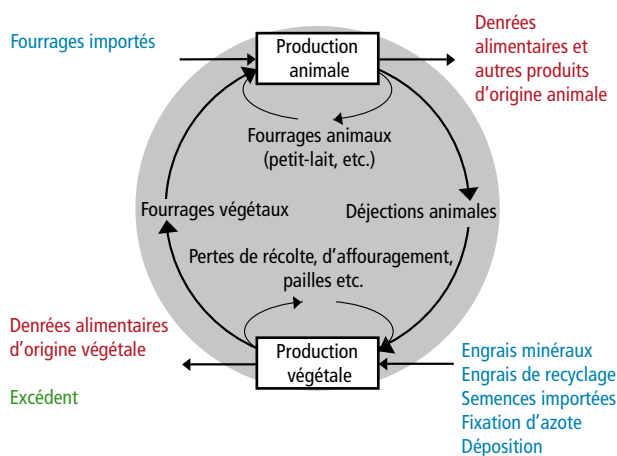 Fourrages importés
Production
animale
Denrées
alimentaires et
autres produits
d'origine animale
Fourrages animaux
(petit-lait, etc.)
Fourrages végétaux
Déjections animales
Pertes de récolte, d'affouragement,
pailles etc.
Denrées alimentaires
d'origine végétale
Excédent
Production
végétale
Engrais minéraux
Engrais de recyclage
Semences importées
Fixation d'azote
Déposition